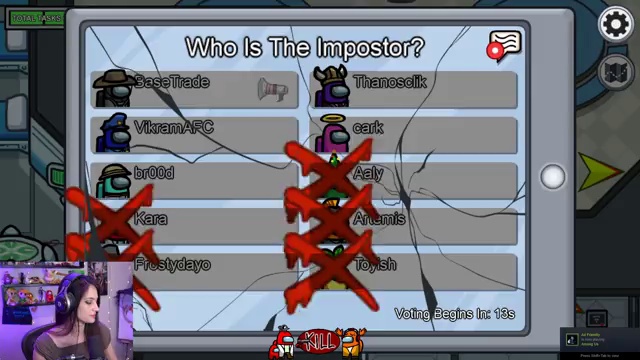 TOTAL TASKS
Who Is The Impostor?
BaseTrade
Thanosclik
VikramAFC
cark
br00d
Aaly
Kara
Artemis
Frostydayo
Toyish
Voting Begins In: 13s
KILL